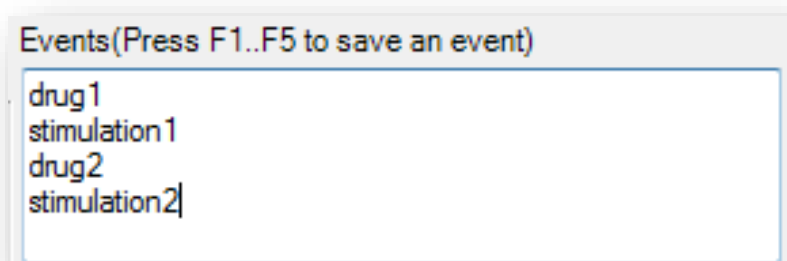 Events(Press F1..F5 to save an event)
drug1
stimulation1
drug2
stimulation2